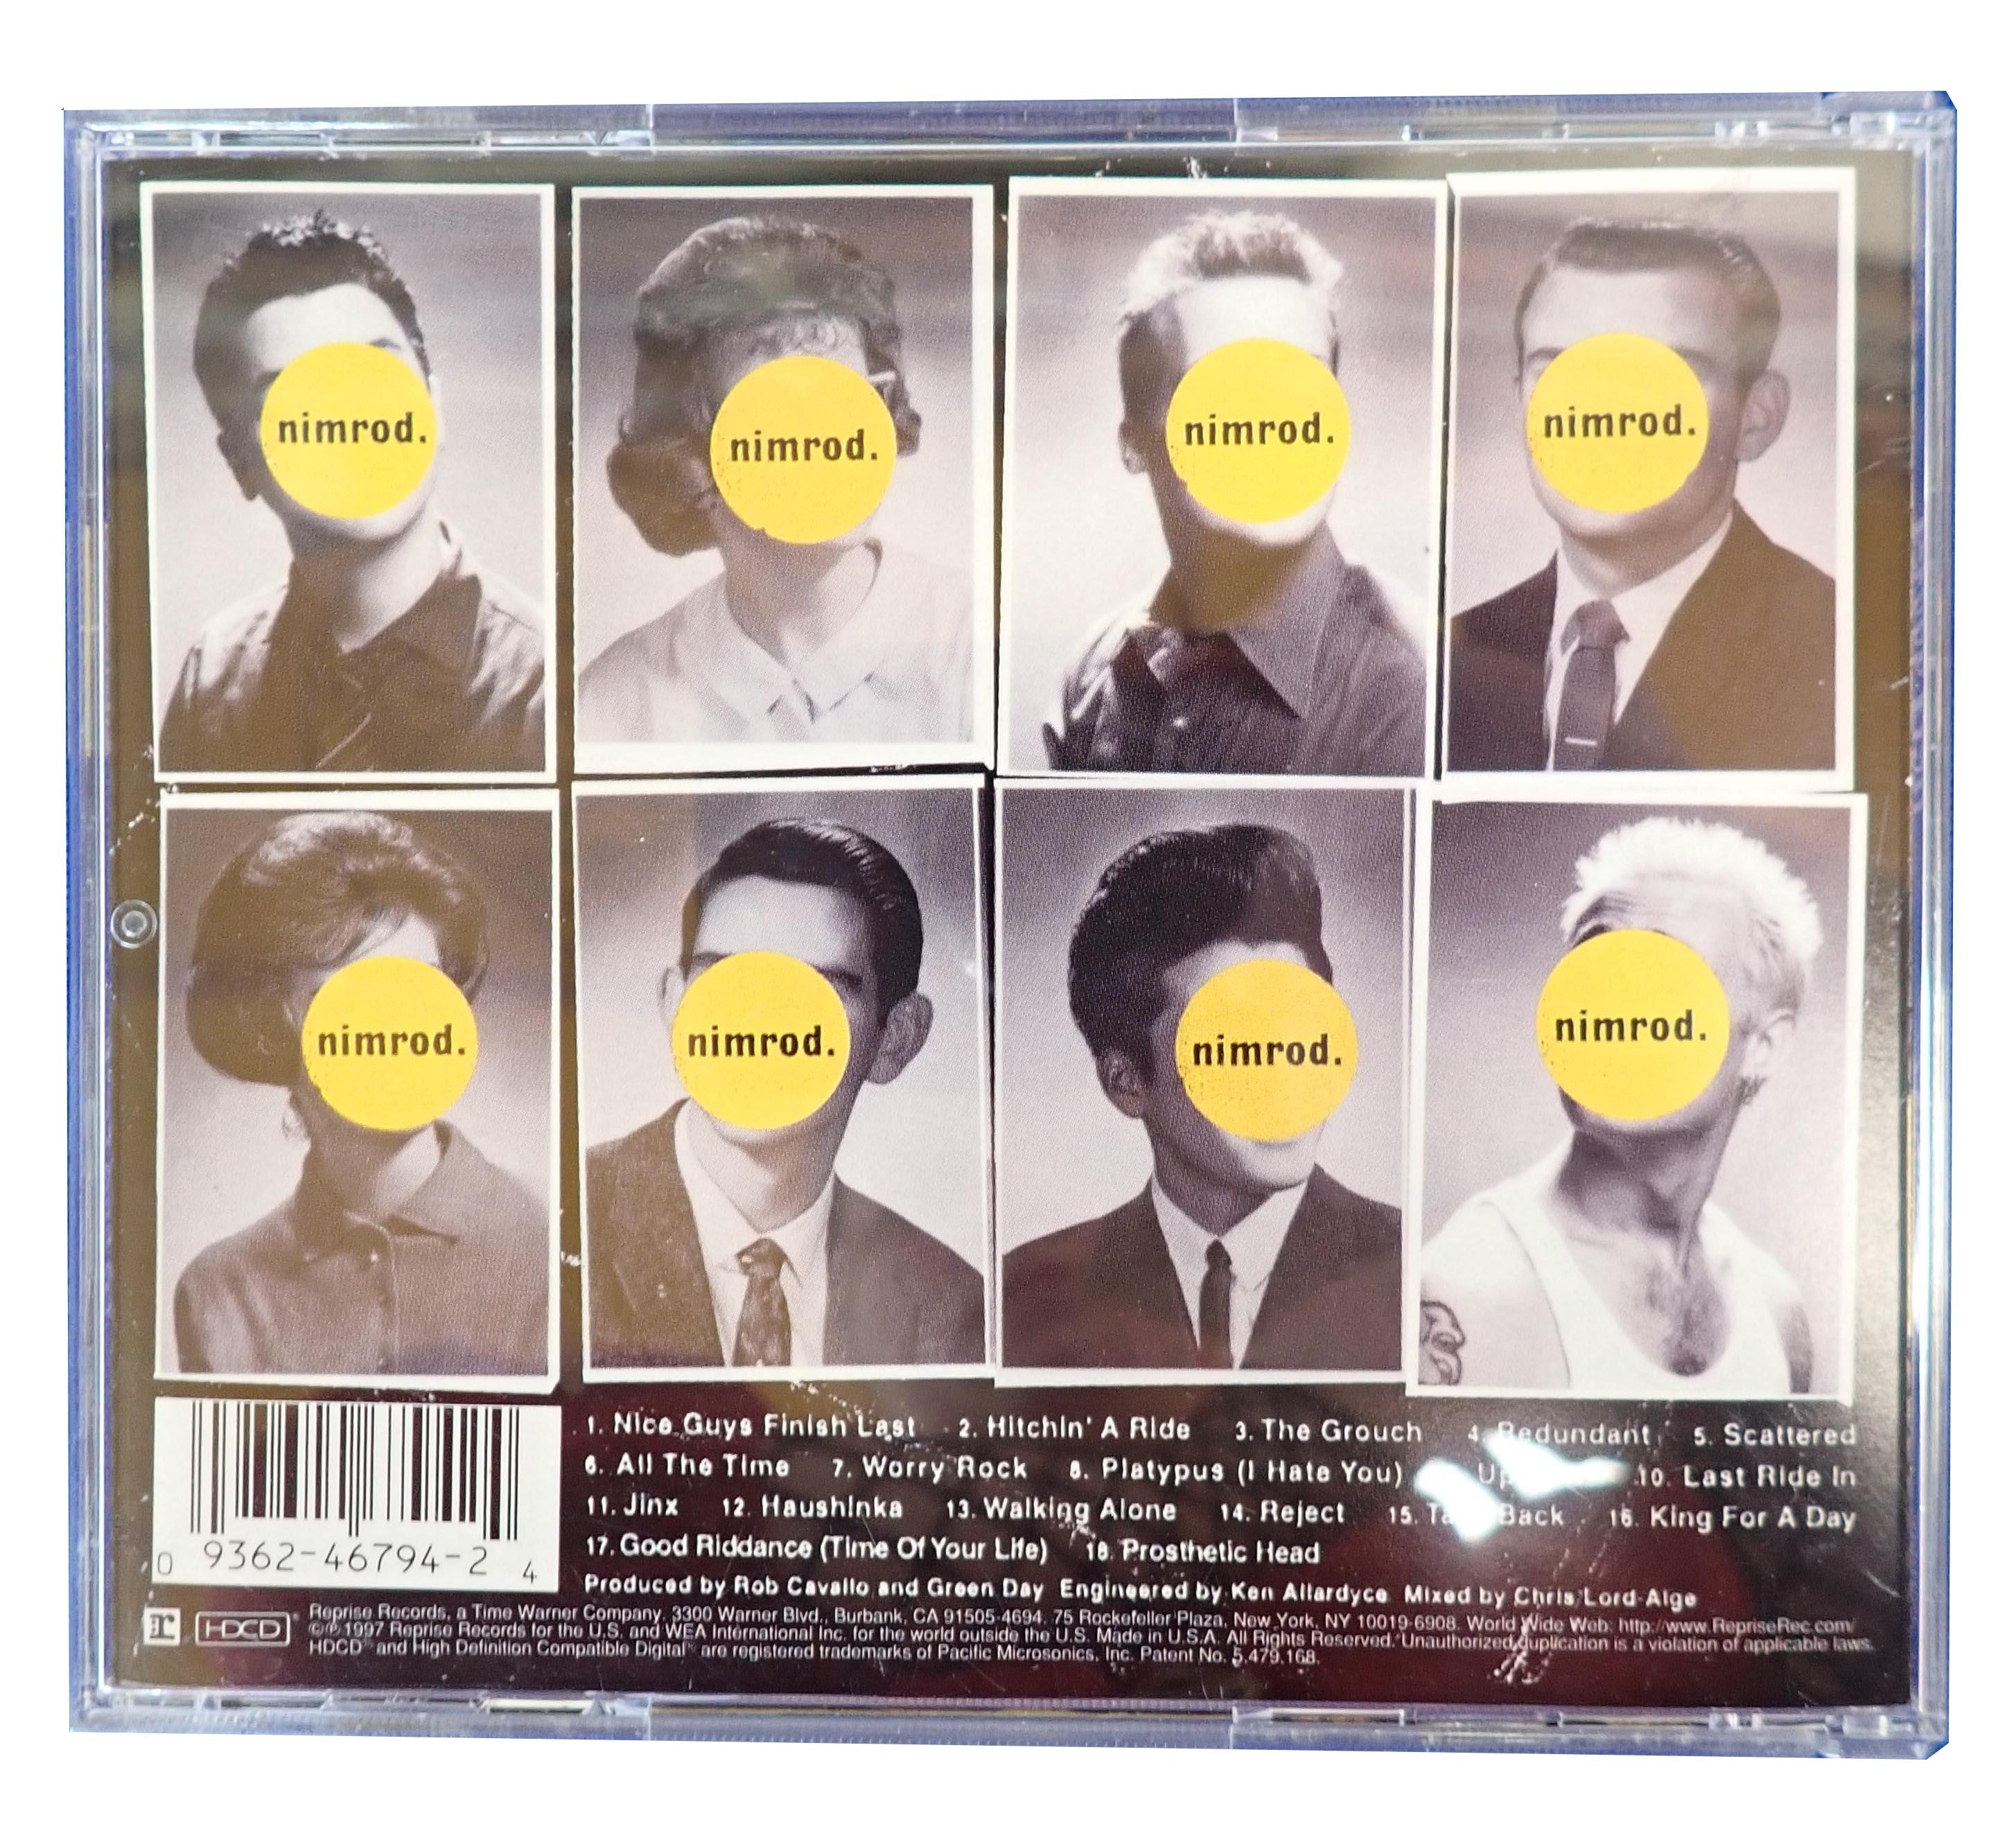 nimrod. nimrod. nimrod. nimrod.
nimrod. nimrod. nimrod. nimrod.
1. Nice Guys Finish Last 2. Hitchin' A Ride 3. The Grouch 4. Redundant 5. Scattered
6. All The Time 7. Worry Rock 8. Platypus (I Hate You) 10. Last Ride In
11. Jinx 12. Haushinka 13. Walking Alone 14. Reject 15. Back 16. King For A Day
17. Good Riddance (Time Of Your Life) 18. Prosthetic Head
Produced by Rob Cavallo and Green Day Engineered by Ken Allardyce Mixed by Chris Lord-Alge
0 9362-46794-2 4
r HDCD®
Reprise Records, a Time Warner Company. 3300 Warner Blvd., Burbank, CA 91505-4694. 75 Rockefeller Plaza, New York, NY 10019-6908. World Wide Web: http://www.RepriseRec.com/
©℗1997 Reprise Records for the U.S. and WEA International Inc. for the world outside the U.S. Made in U.S.A. All Rights Reserved. Unauthorized duplication is a violation of applicable laws.
HDCD™ and High Definition Compatible Digital™ are registered trademarks of Pacific Microsonics, Inc. Patent No. 5,479,168.